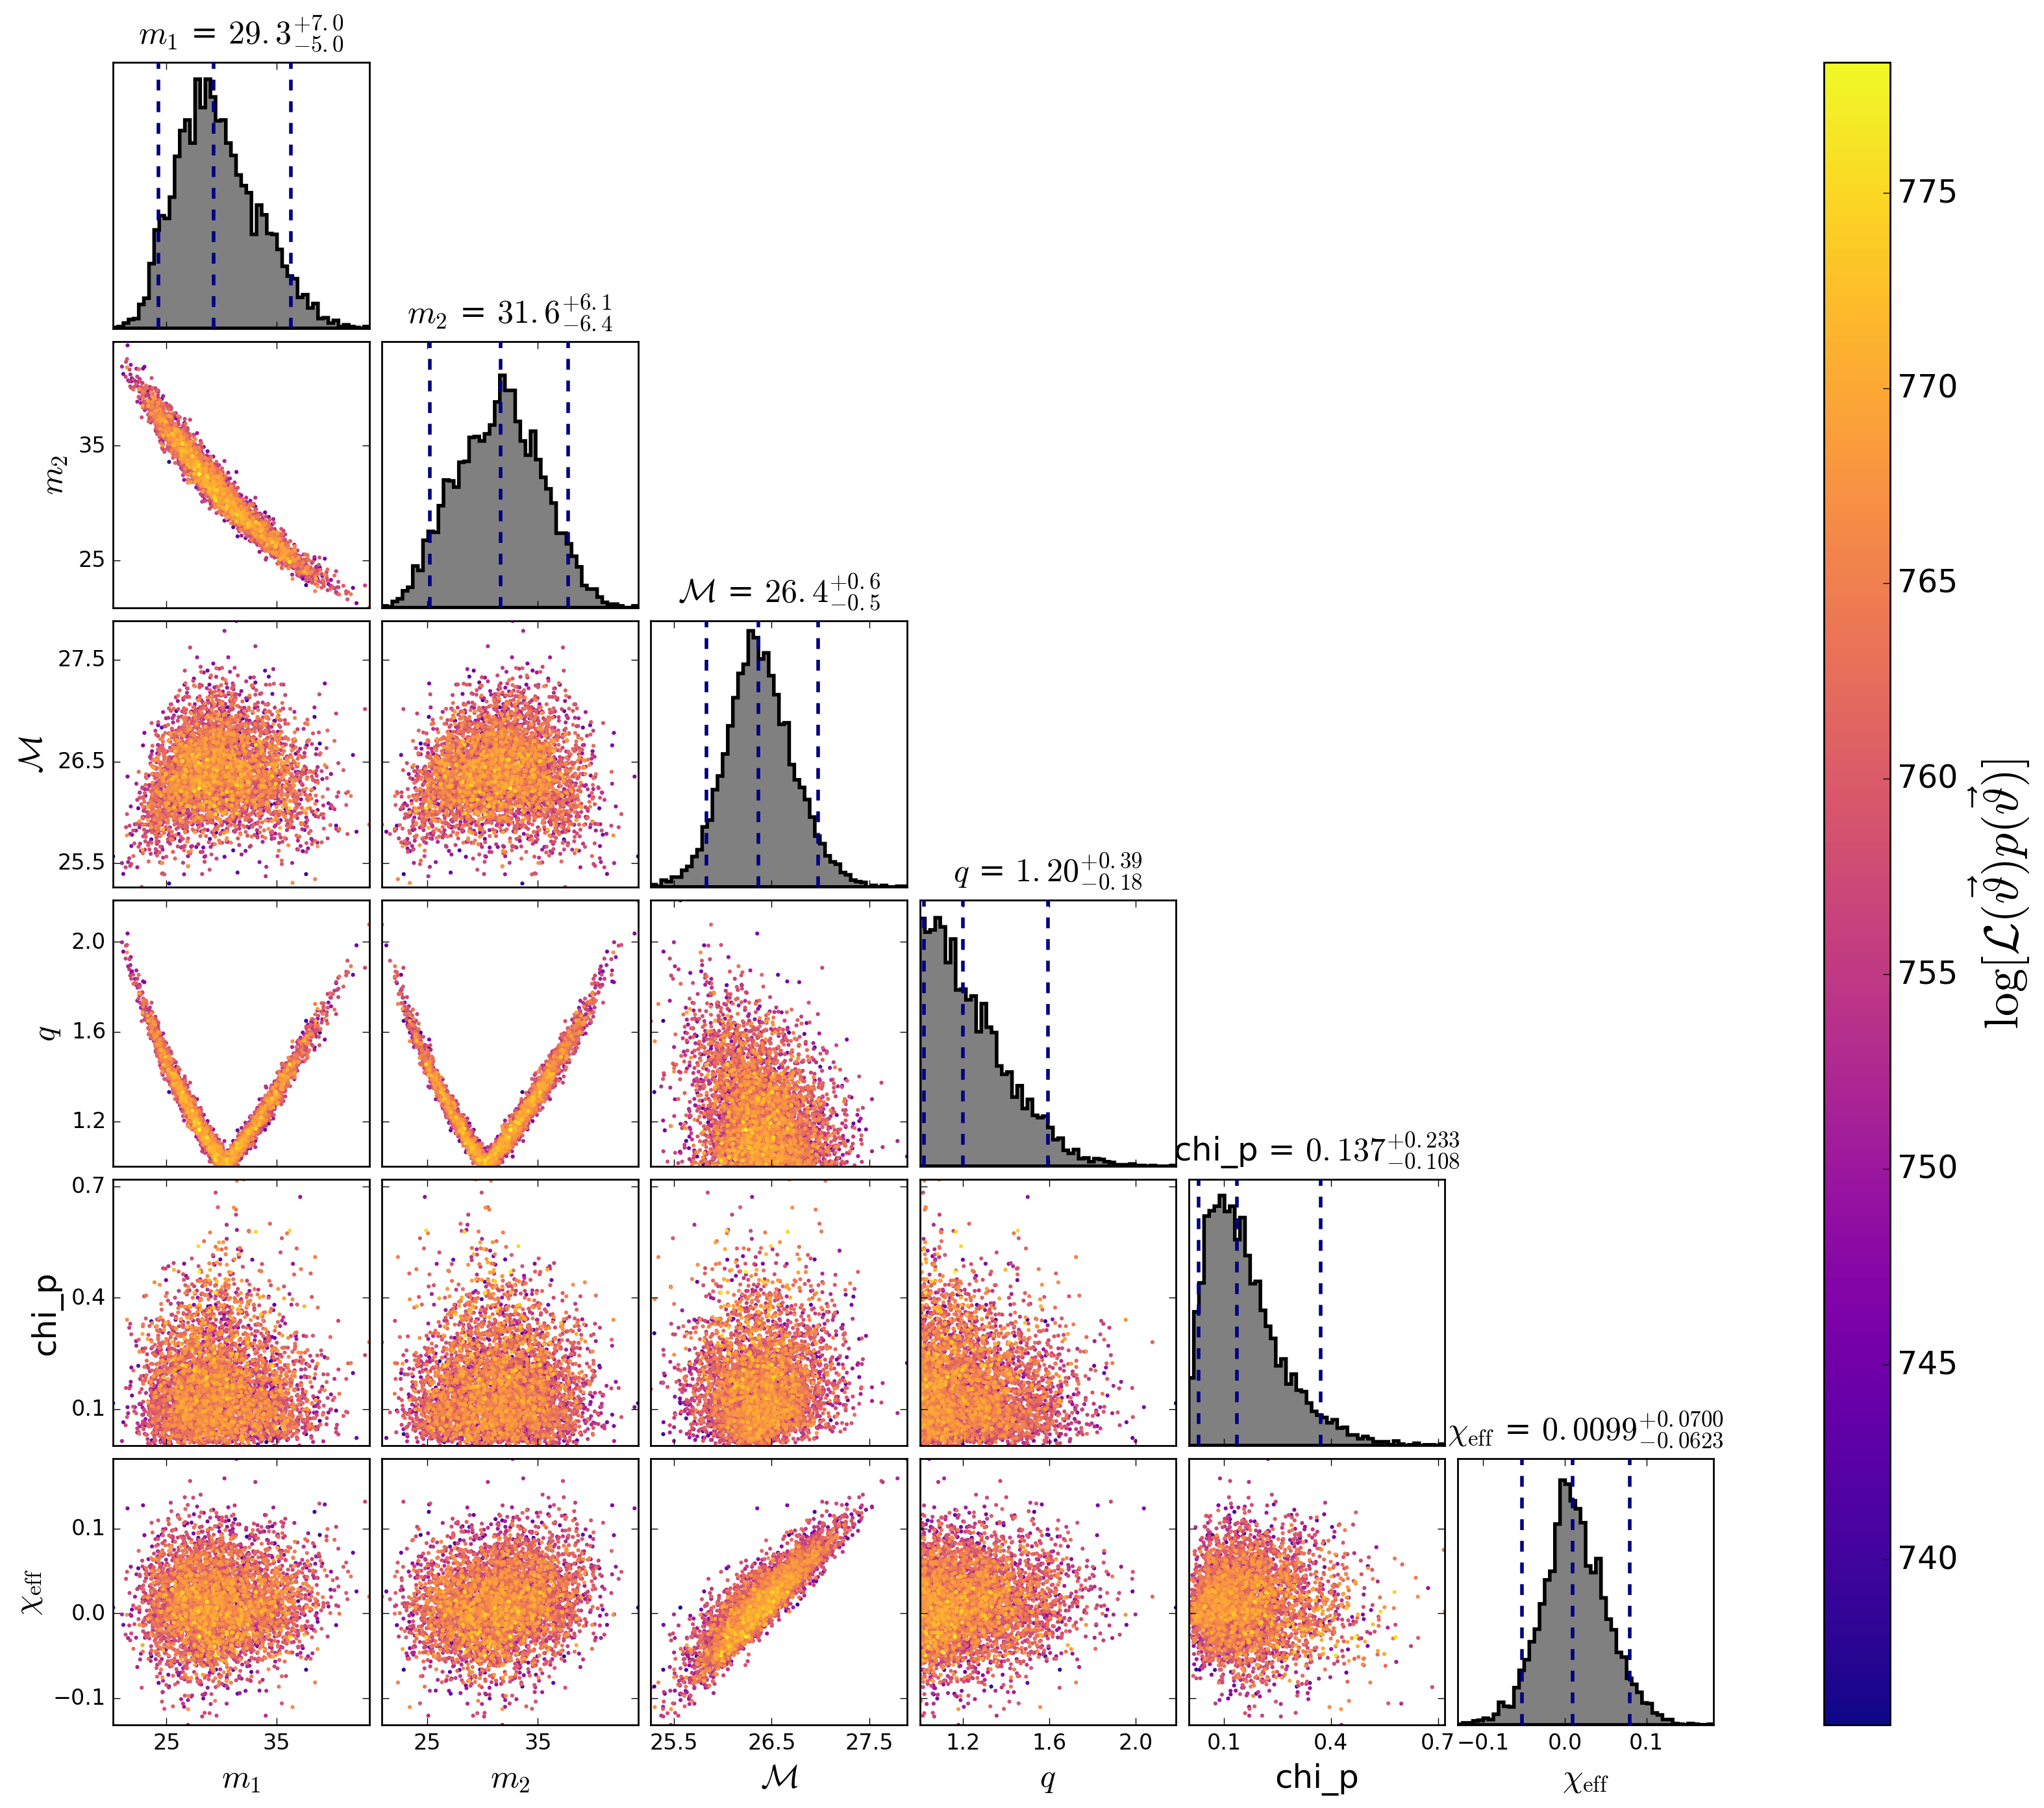 m₁ = 29.3⁺⁷·⁰₋₅.₀
m₂ = 31.6⁺⁶·¹₋₆.₄
ℳ = 26.4⁺⁰·⁶₋₀.₅
q = 1.20⁺⁰·³⁹₋₀.₁₈
chi_p = 0.137⁺⁰·²³³₋₀.₁₀₈
χeff = 0.0099⁺⁰·⁰⁷⁰⁰₋₀.₀₆₂₃
m₂
35
25
ℳ
27.5
26.5
25.5
q
2.0
1.6
1.2
chi_p
0.7
0.4
0.1
χeff
0.1
0.0
−0.1
25 35
m₁
25 35
m₂
25.5 26.5 27.5
ℳ
1.2 1.6 2.0
q
0.1 0.4 0.7
chi_p
−0.1 0.0 0.1
χeff
775
770
765
760
755
750
745
740
log[ℒ(ϑ⃗)p(ϑ⃗)]